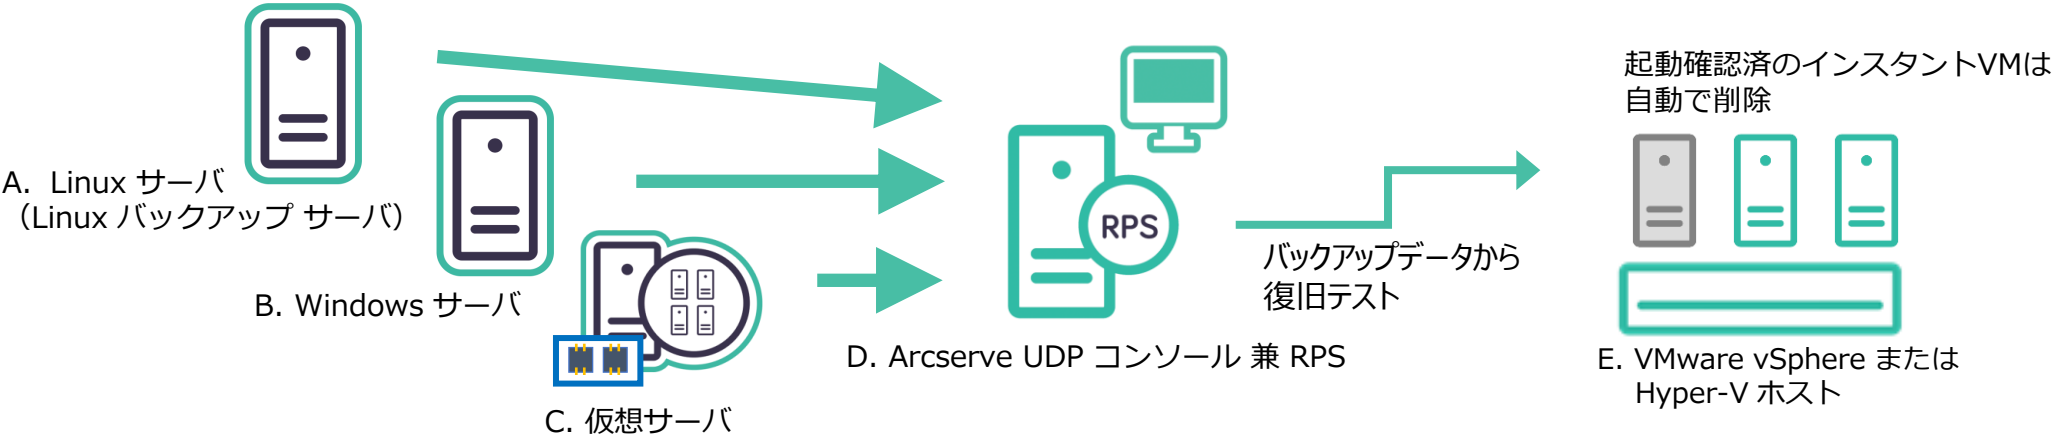 A. Linux サーバ
（Linux バックアップ サーバ）
B. Windows サーバ
C. 仮想サーバ
RPS
D. Arcserve UDP コンソール 兼 RPS
バックアップデータから
復旧テスト
起動確認済のインスタントVMは
自動で削除
E. VMware vSphere または
Hyper-V ホスト